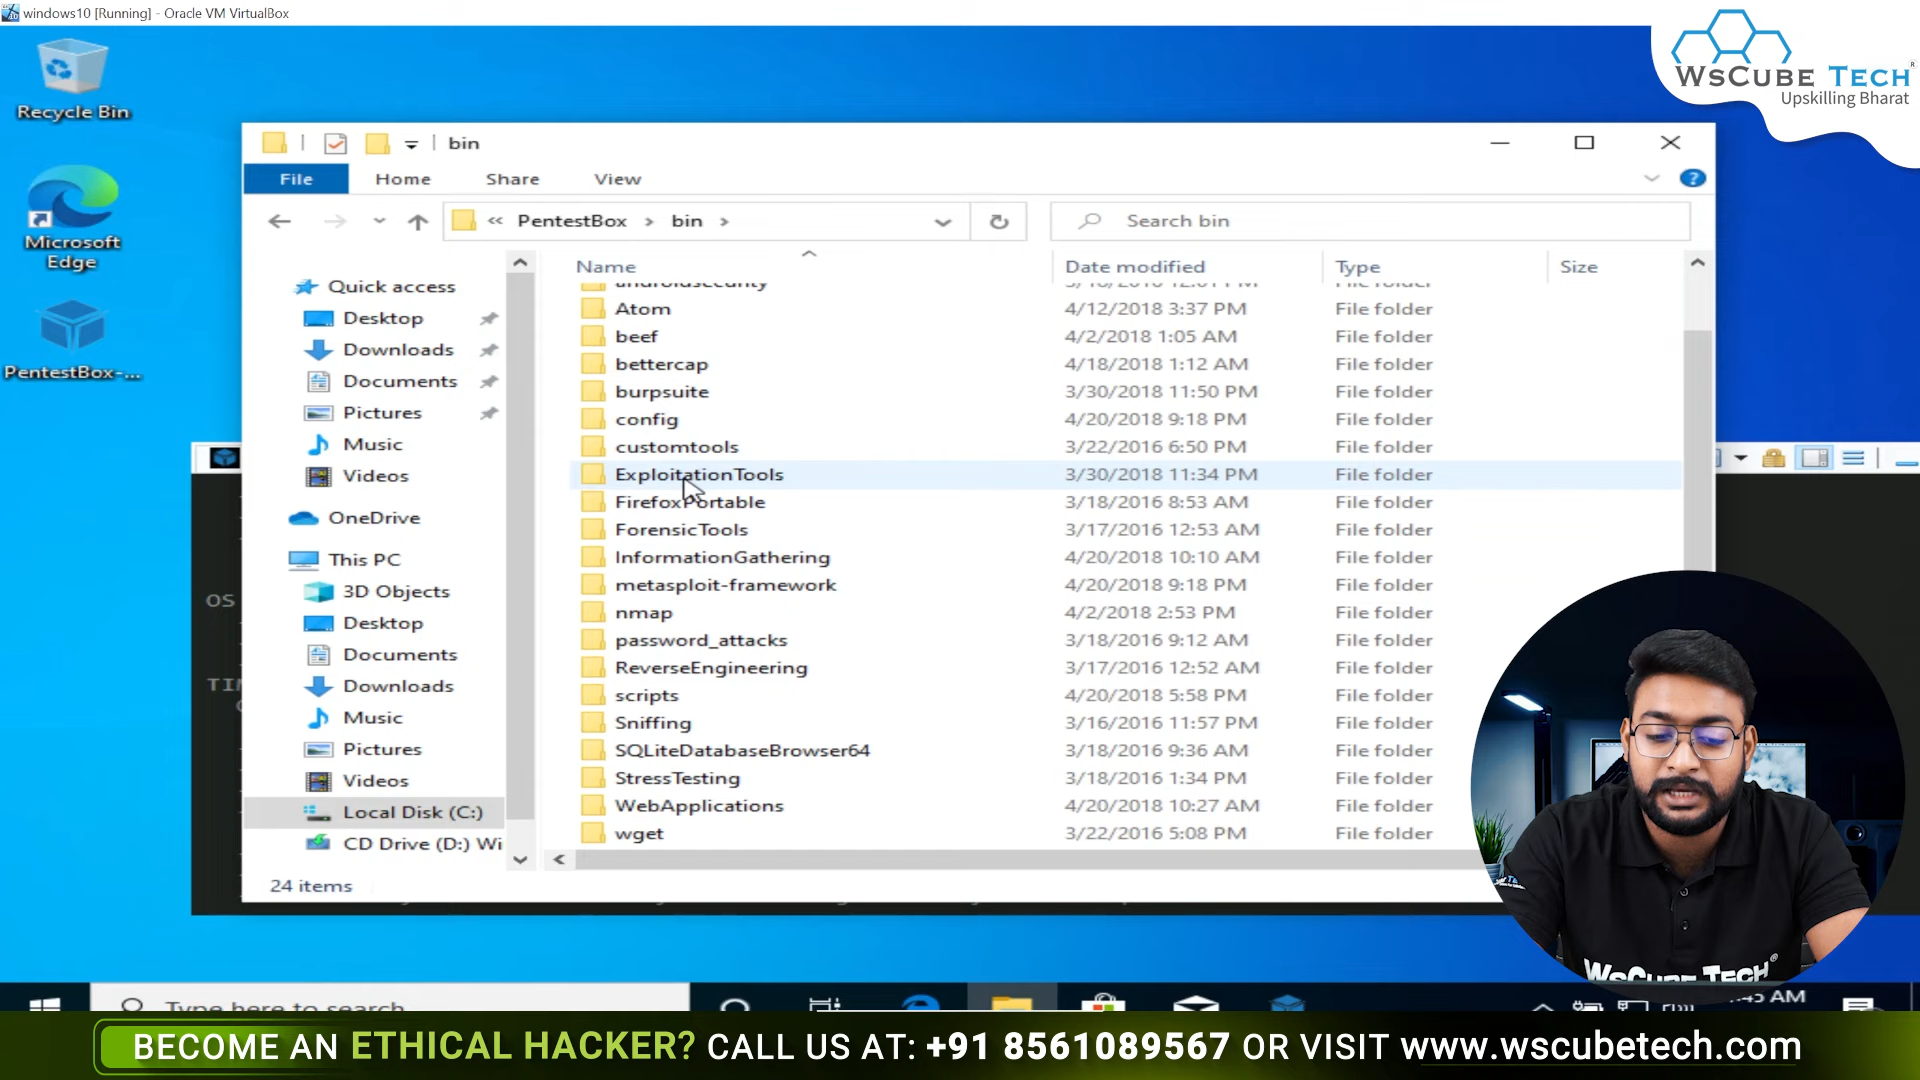 windows10 [Running] - Oracle VM VirtualBox
WsCube Tech
Upskilling Bharat
Recycle Bin
Microsoft
Edge
PentestBox-...
bin
File Home Share View
« PentestBox > bin >
Search bin
Name Date modified Type Size
androidsecurity
Atom 4/12/2018 3:37 PM File folder
beef 4/2/2018 1:05 AM File folder
bettercap 4/18/2018 1:12 AM File folder
burpsuite 3/30/2018 11:50 PM File folder
config 4/20/2018 9:18 PM File folder
customtools 3/22/2016 6:50 PM File folder
ExploitationTools 3/30/2018 11:34 PM File folder
FirefoxPortable 3/18/2016 8:53 AM File folder
ForensicTools 3/17/2016 12:53 AM File folder
InformationGathering 4/20/2018 10:10 AM File folder
metasploit-framework 4/20/2018 9:18 PM File folder
nmap 4/2/2018 2:53 PM File folder
password_attacks 3/18/2016 9:12 AM File folder
ReverseEngineering 3/17/2016 12:52 AM File folder
scripts 4/20/2018 5:58 PM File folder
Sniffing 3/16/2016 11:57 PM File folder
SQLiteDatabaseBrowser64 3/18/2016 9:36 AM File folder
StressTesting 3/18/2016 1:34 PM File folder
WebApplications 4/20/2018 10:27 AM File folder
wget 3/22/2016 5:08 PM File folder
Quick access
Desktop
Downloads
Documents
Pictures
Music
Videos
OneDrive
This PC
3D Objects
Desktop
Documents
Downloads
Music
Pictures
Videos
Local Disk (C:)
CD Drive (D:) Wi
24 items
OS
WsCube Tech
Type here to search
BECOME AN ETHICAL HACKER? CALL US AT: +91 8561089567 OR VISIT www.wscubetech.com